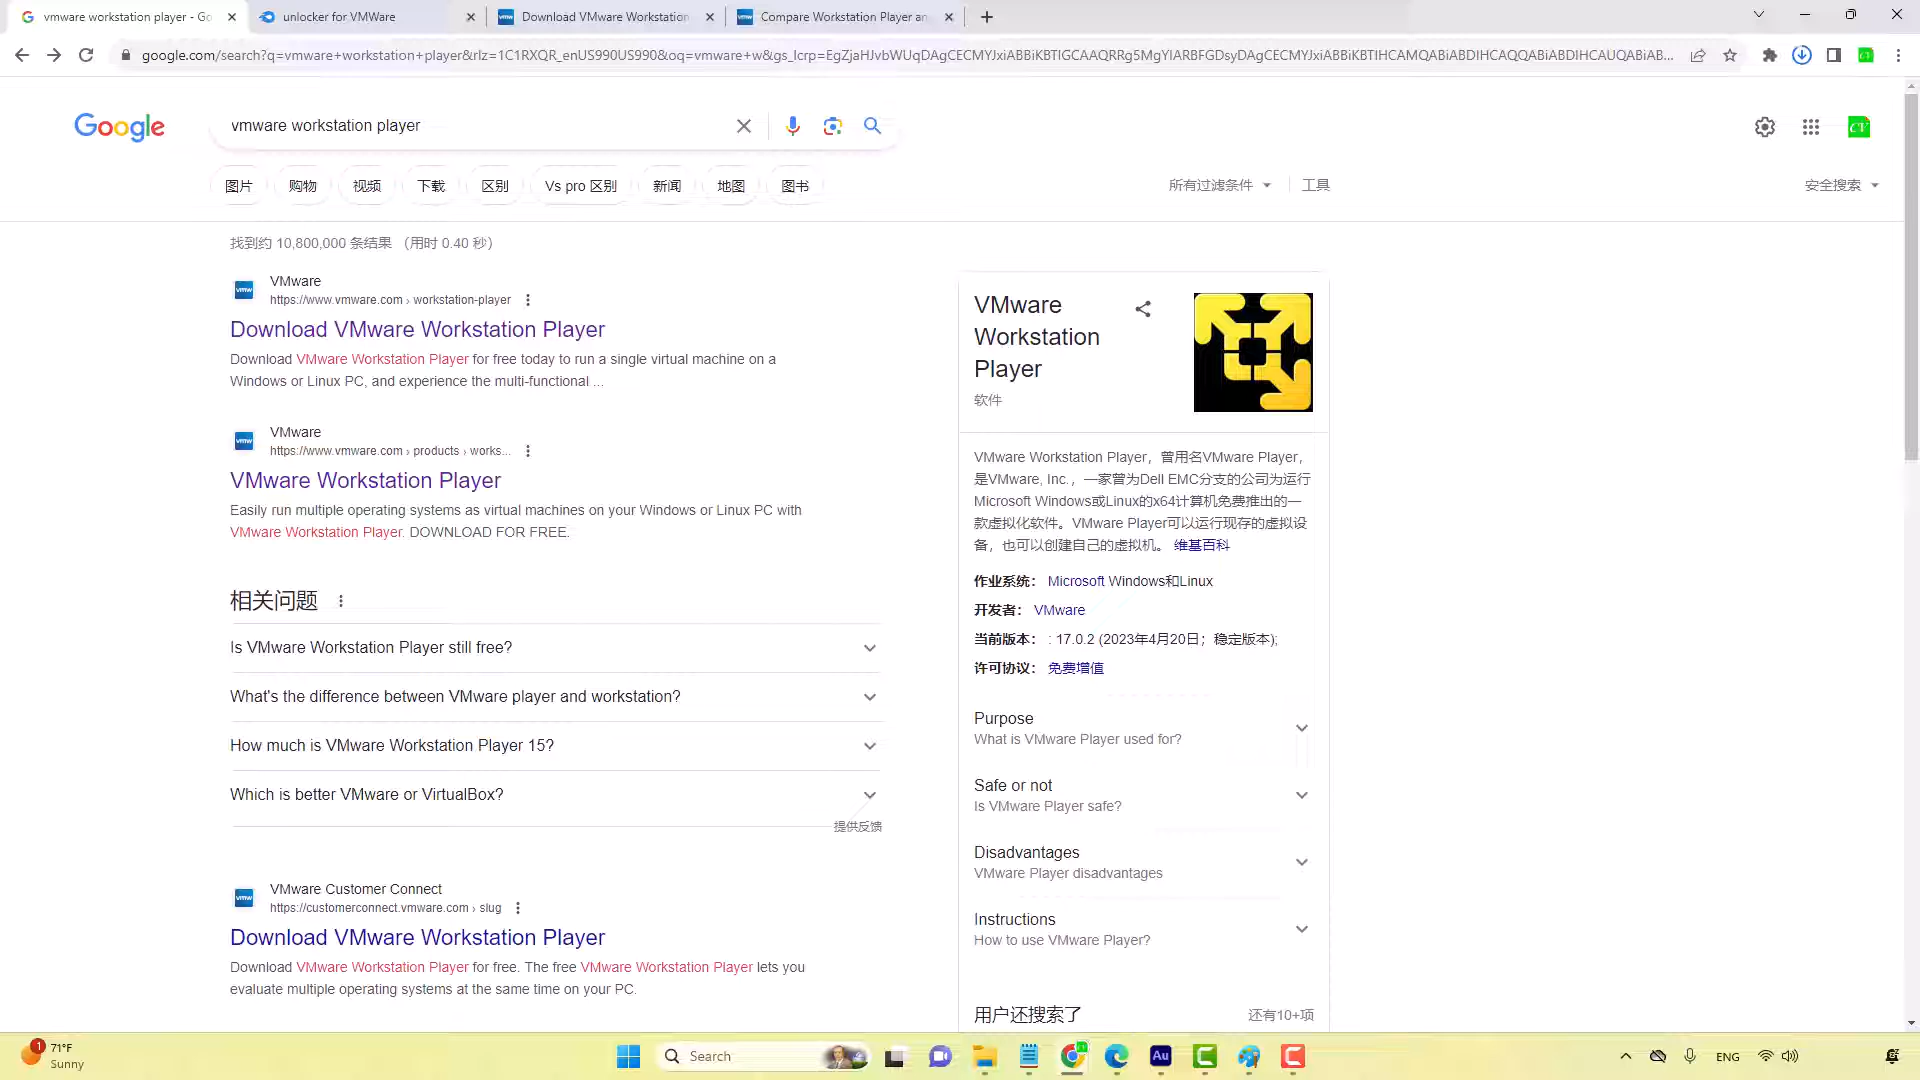 vmware workstation player - Go
unlocker for VMWare
Download VMware Workstation
Compare Workstation Player an
google.com/search?q=vmware+workstation+player&rlz=1C1RXQR_enUS990US990&oq=vmware+w&gs_lcrp=EgZjaHJvbWUqDAgCECMYJxiABBiKBTIGCAAQRRg5MgYIARBFGDsyDAgCECMYJxiABBiKBTIHCAMQABiABDIHCAQQABiABDIHCAUQABiAB...
Google
vmware workstation player
CV
图片
购物
视频
下载
区别
Vs pro 区别
新闻
地图
图书
所有过滤条件
工具
安全搜索
找到约 10,800,000 条结果 (用时 0.40 秒)
vmw
VMware
https://www.vmware.com › workstation-player
Download VMware Workstation Player
Download VMware Workstation Player for free today to run a single virtual machine on a
Windows or Linux PC, and experience the multi-functional ...
vmw
VMware
https://www.vmware.com › products › works...
VMware Workstation Player
Easily run multiple operating systems as virtual machines on your Windows or Linux PC with
VMware Workstation Player. DOWNLOAD FOR FREE.
相关问题
Is VMware Workstation Player still free?
What's the difference between VMware player and workstation?
How much is VMware Workstation Player 15?
Which is better VMware or VirtualBox?
提供反馈
vmw
VMware Customer Connect
https://customerconnect.vmware.com › slug
Download VMware Workstation Player
Download VMware Workstation Player for free. The free VMware Workstation Player lets you
evaluate multiple operating systems at the same time on your PC.
VMware
Workstation
Player
软件
VMware Workstation Player，曾用名VMware Player，
是VMware, Inc.，一家曾为Dell EMC分支的公司为运行
Microsoft Windows或Linux的x64计算机免费推出的一
款虚拟化软件。VMware Player可以运行现存的虚拟设
备，也可以创建自己的虚拟机。 维基百科
作业系统： Microsoft Windows和Linux
开发者： VMware
当前版本： : 17.0.2 (2023年4月20日；稳定版本);
许可协议： 免费增值
Purpose
What is VMware Player used for?
Safe or not
Is VMware Player safe?
Disadvantages
VMware Player disadvantages
Instructions
How to use VMware Player?
用户还搜索了
还有10+项
1
71°F
Sunny
Search
Au
ENG